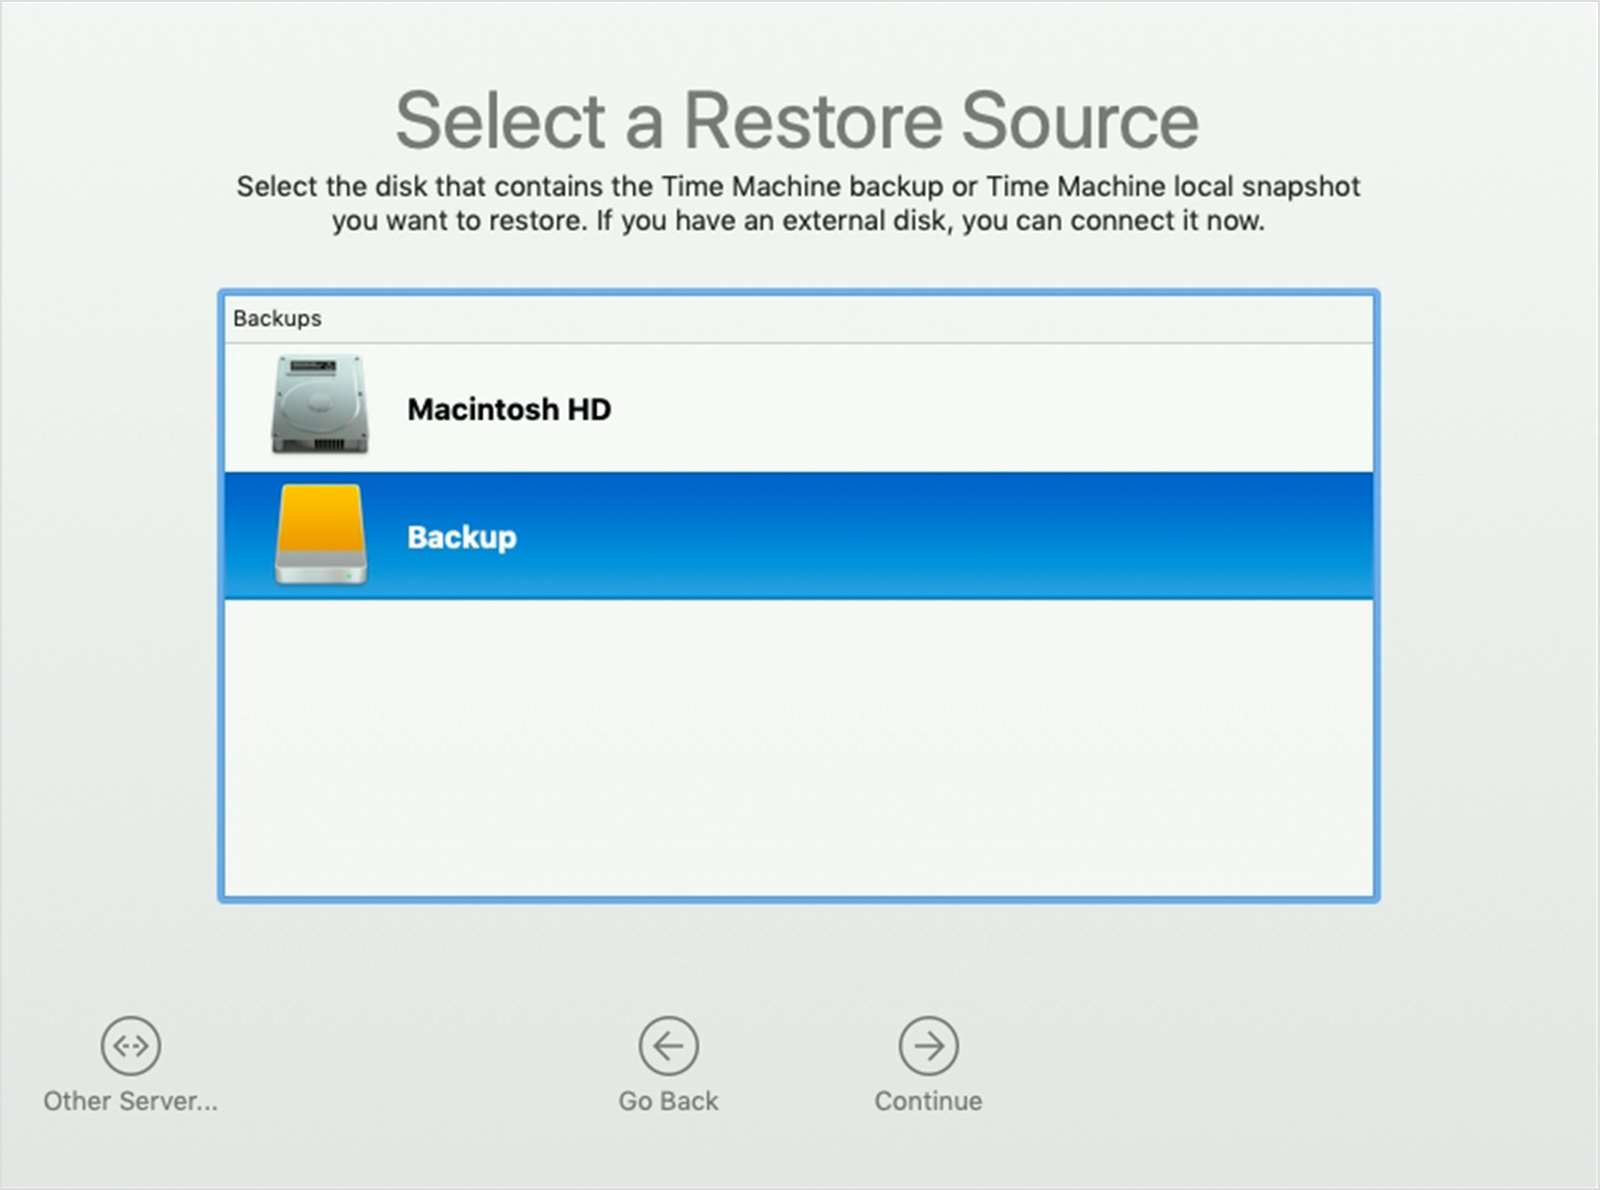 Select a Restore Source
Select the disk that contains the Time Machine backup or Time Machine local snapshot
you want to restore. If you have an external disk, you can connect it now.
Backups
Macintosh HD
Backup
Other Server...
Go Back
Continue